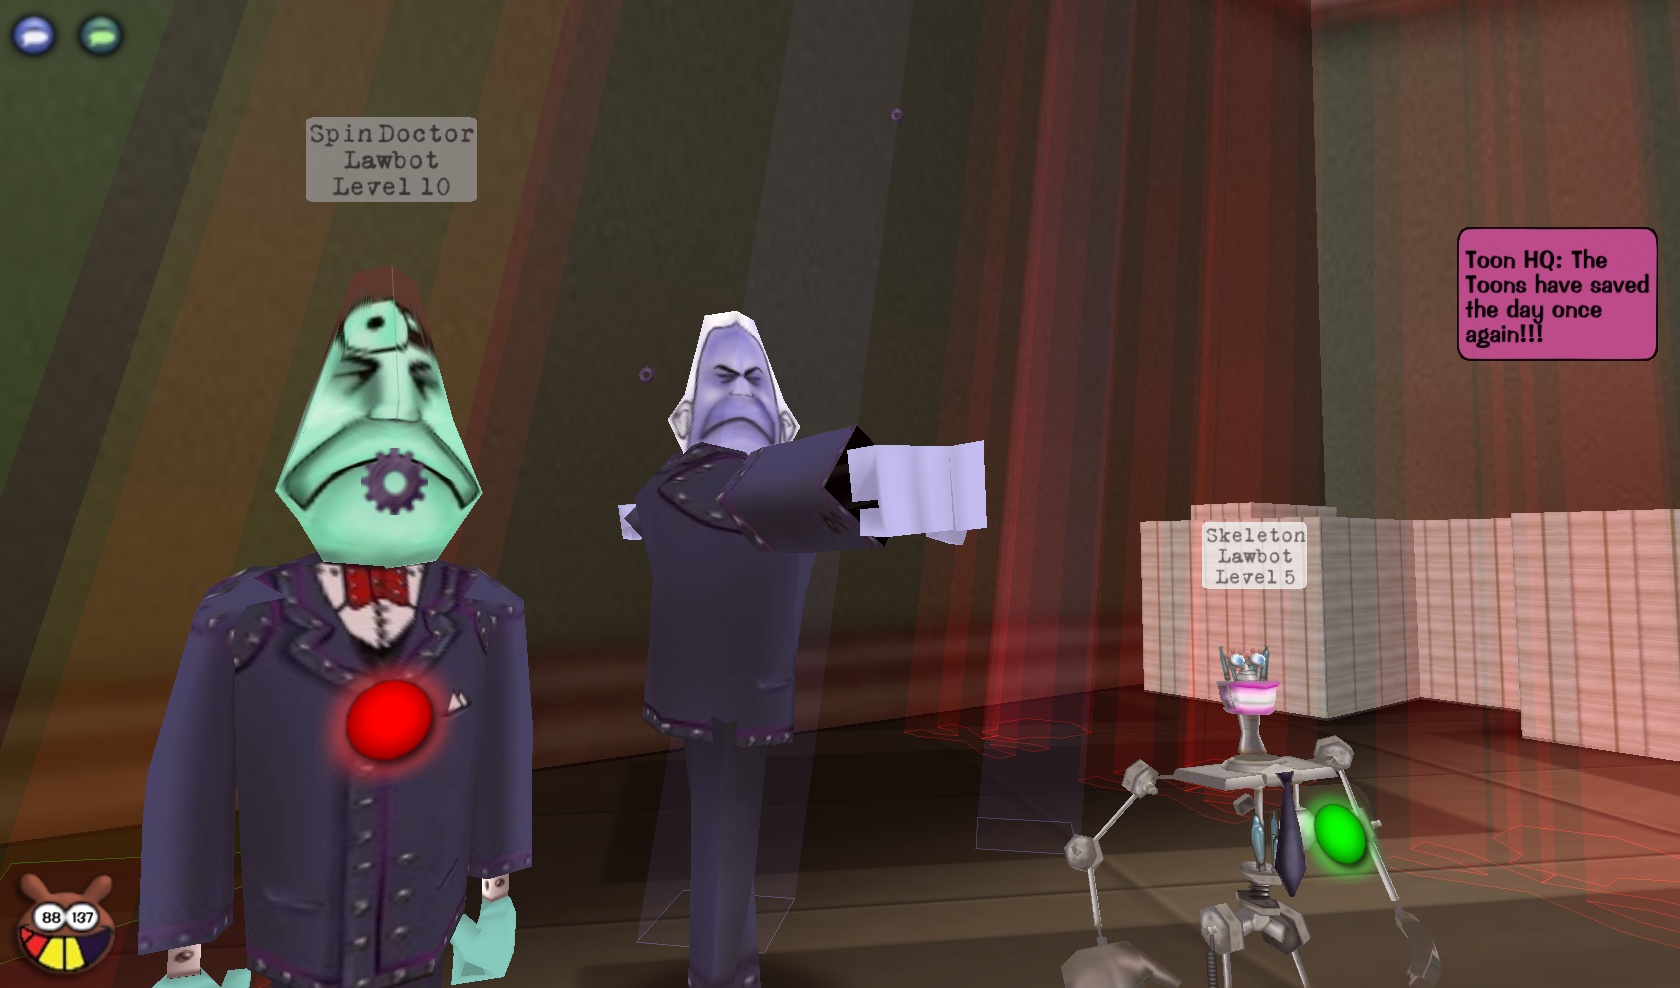 Spin Doctor
Lawbot
Level 10
Toon HQ: The
Toons have saved
the day once
again!!!
Skeleton
Lawbot
Level 5
88 137